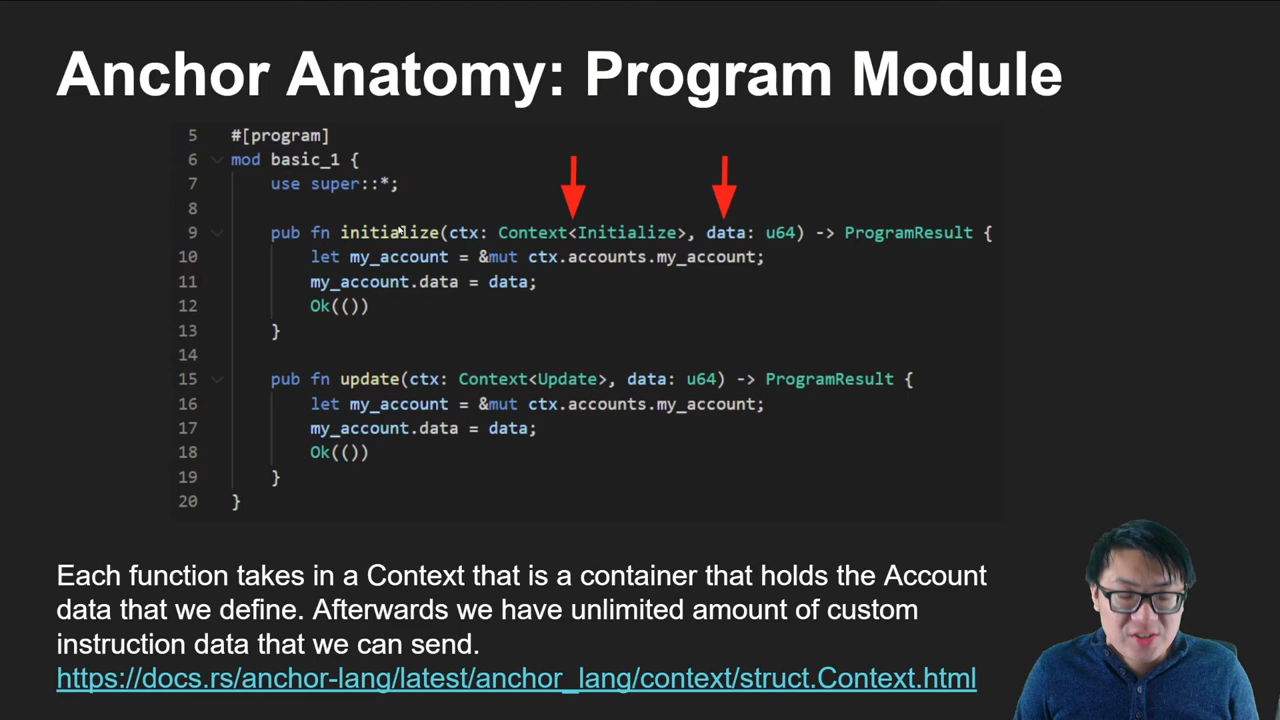 Anchor Anatomy: Program Module
5 #[program]
6 mod basic_1 {
7 use super::*;
8
9 pub fn initialize(ctx: Context<Initialize>, data: u64) -> ProgramResult {
10 let my_account = &mut ctx.accounts.my_account;
11 my_account.data = data;
12 Ok(())
13 }
14
15 pub fn update(ctx: Context<Update>, data: u64) -> ProgramResult {
16 let my_account = &mut ctx.accounts.my_account;
17 my_account.data = data;
18 Ok(())
19 }
20 }
Each function takes in a Context that is a container that holds the Account
data that we define. Afterwards we have unlimited amount of custom
instruction data that we can send.
https://docs.rs/anchor-lang/latest/anchor_lang/context/struct.Context.html